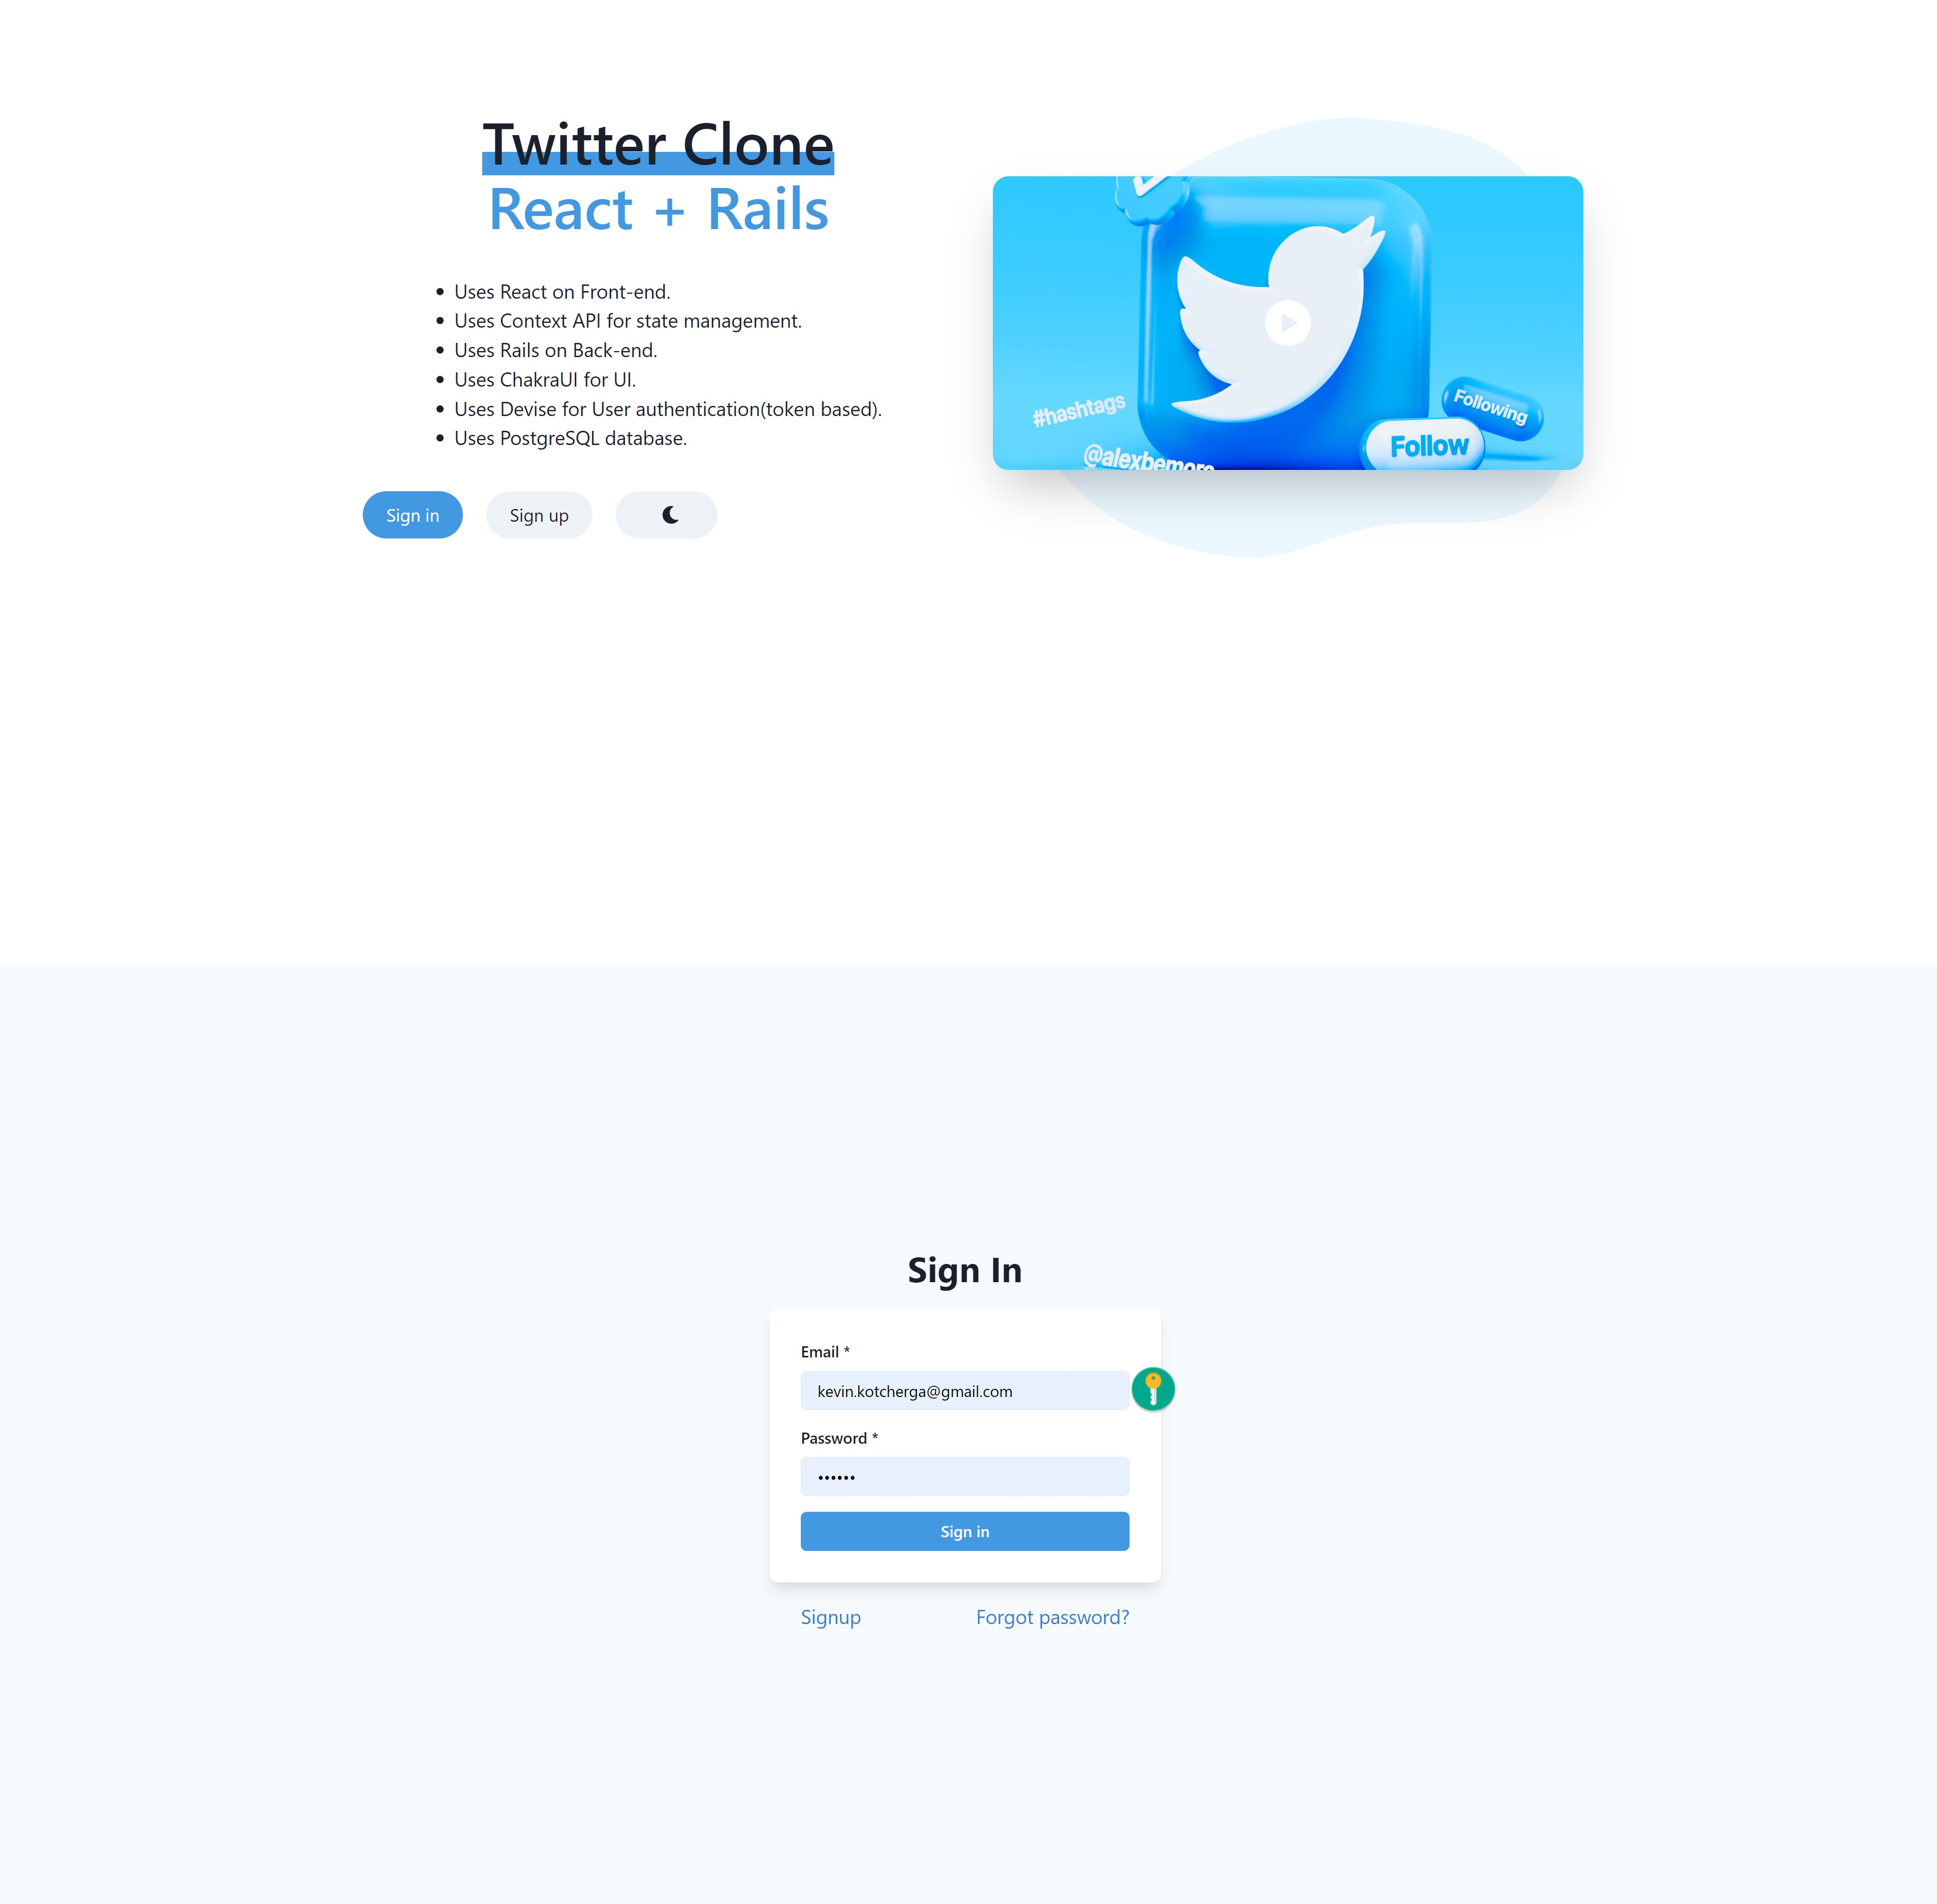 Twitter Clone
React + Rails
Uses React on Front-end.
Uses Context API for state management.
Uses Rails on Back-end.
Uses ChakraUI for UI.
Uses Devise for User authentication(token based).
Uses PostgreSQL database.
Sign in
Sign up
#hashtags
@alexbemore
Following
Follow
Sign In
Email *
kevin.kotcherga@gmail.com
Password *
••••••
Sign in
Signup
Forgot password?